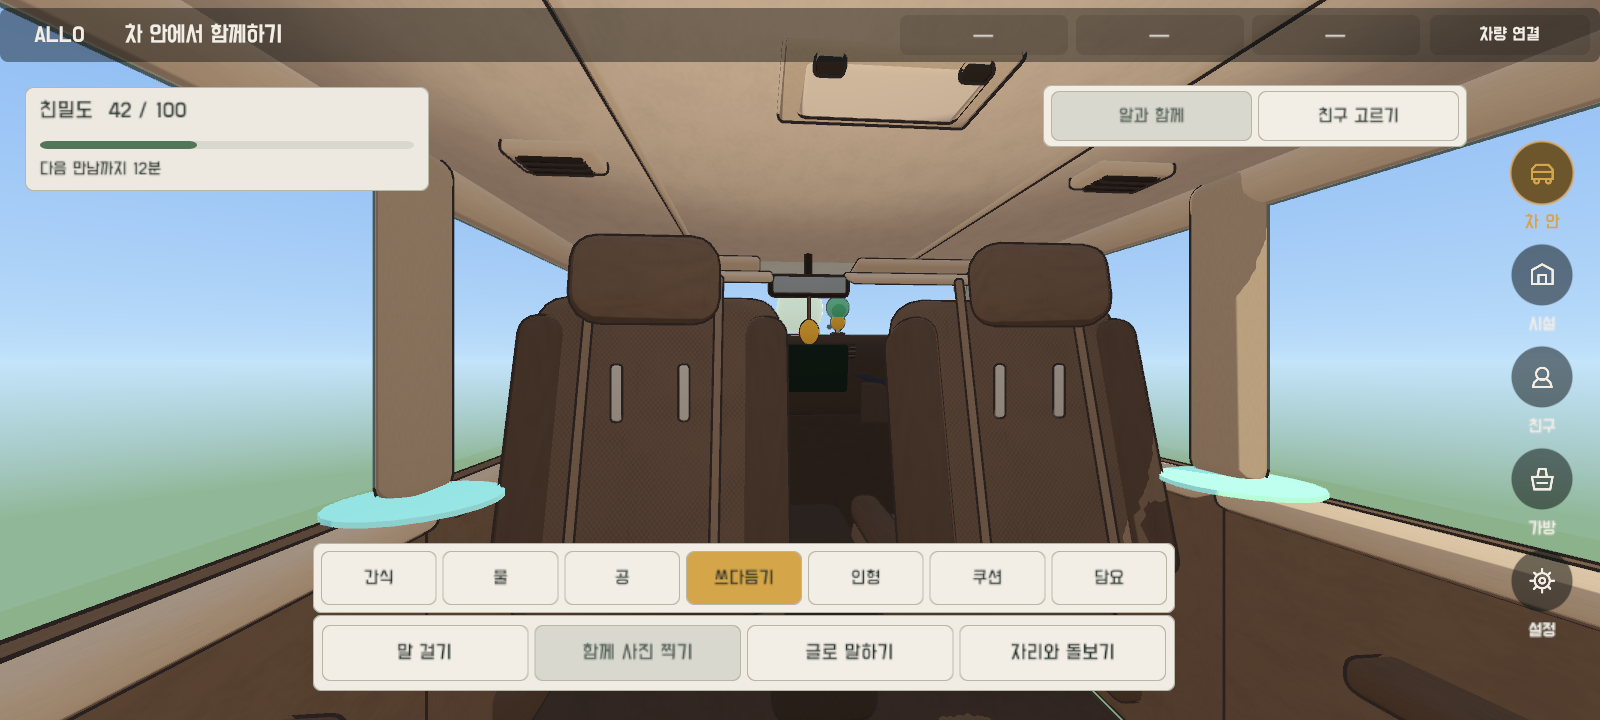 ALLO 차 안에서 함께하기 — — — 차량 연결
친밀도 42 / 100
다음 만남까지 12분
알과 함께 친구 고르기
차 안
시설
친구
가방
설정
간식 물 공 쓰다듬기 인형 쿠션 담요
말 걸기 함께 사진 찍기 글로 말하기 자리와 돌보기